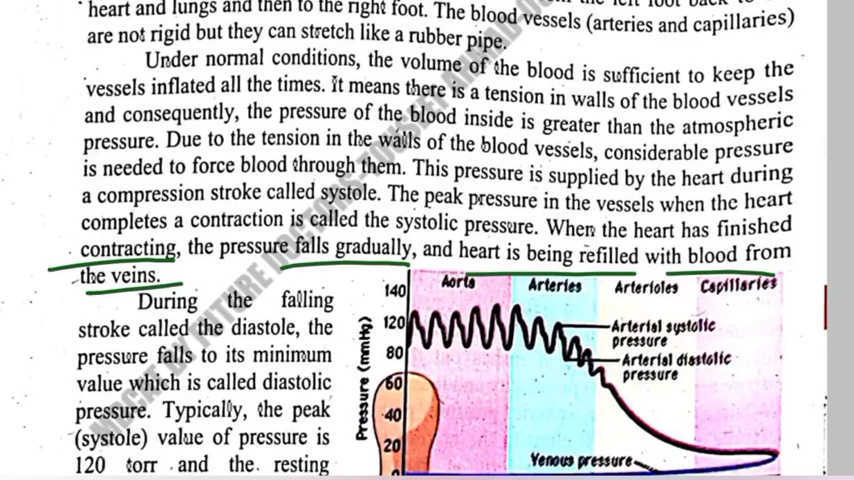 heart and lungs and then to the right foot. The blood vessels (arteries and capillaries)
are not rigid but they can stretch like a rubber pipe.
Under normal conditions, the volume of the blood is sufficient to keep the
vessels inflated all the times. It means there is a tension in walls of the blood vessels
and consequently, the pressure of the blood inside is greater than the atmospheric
pressure. Due to the tension in the walls of the blood vessels, considerable pressure
is needed to force blood through them. This pressure is supplied by the heart during
a compression stroke called systole. The peak pressure in the vessels when the heart
completes a contraction is called the systolic pressure. When the heart has finished
contracting, the pressure falls gradually, and heart is being refilled with blood from
the veins.
During the falling
stroke called the diastole, the
pressure falls to its minimum
value which is called diastolic
pressure. Typically, the peak
(systole) value of pressure is
120 torr and the resting
Aorta Arteries Arterioles Capillaries
Pressure (mmHg)
140
120
80
60
40
20
Arterial systolic
pressure
Arterial diastolic
pressure
Venous pressure
MDCAT BY FUTURE DOCTORS